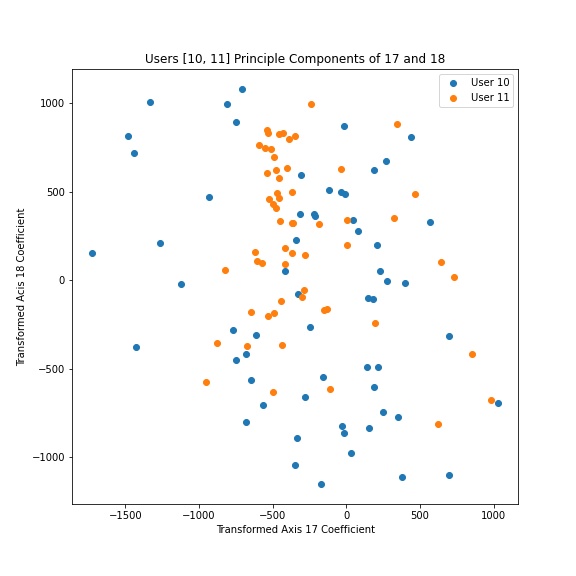 Users [10, 11] Principle Components of 17 and 18
User 10
User 11
Transformed Acis 18 Coefficient
1000
500
0
−500
−1000
−1500
−1000
−500
0
500
1000
Transformed Axis 17 Coefficient